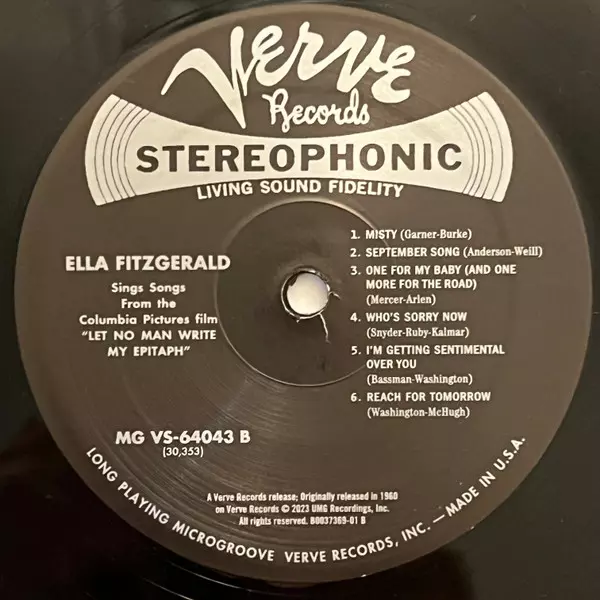 Verve
Records
STEREOPHONIC
LIVING SOUND FIDELITY
ELLA FITZGERALD
Sings Songs
From the
Columbia Pictures film
"LET NO MAN WRITE
MY EPITAPH"
MG VS-64043 B
(30,353)
1. MISTY (Garner-Burke)
2. SEPTEMBER SONG (Anderson-Weill)
3. ONE FOR MY BABY (AND ONE
MORE FOR THE ROAD)
(Mercer-Arlen)
4. WHO'S SORRY NOW
(Snyder-Ruby-Kalmar)
5. I'M GETTING SENTIMENTAL
OVER YOU
(Bassman-Washington)
6. REACH FOR TOMORROW
(Washington-McHugh)
A Verve Records release; Originally released in 1960
on Verve Records © 2023 UMG Recordings, Inc.
All rights reserved. B0037369-01 B
LONG PLAYING MICROGROOVE VERVE RECORDS, INC. — MADE IN U.S.A.